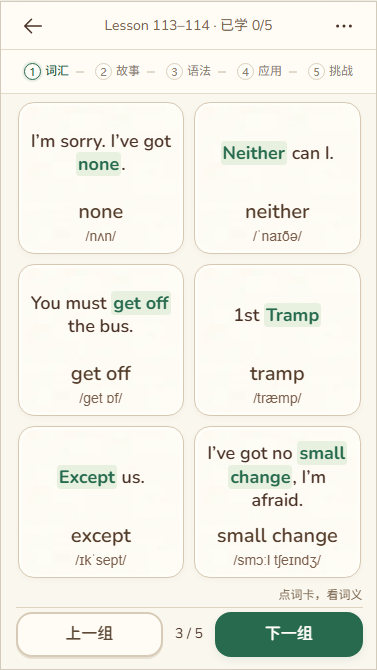 Lesson 113–114 · 已学 0/5
1 词汇 – 2 故事 – 3 语法 – 4 应用 – 5 挑战
I’m sorry. I’ve got
none.
none
/nʌn/
Neither can I.
neither
/ˈnaɪðə/
You must get off
the bus.
get off
/get ɒf/
1st Tramp
tramp
/træmp/
Except us.
except
/ɪkˈsept/
I’ve got no small
change, I’m
afraid.
small change
/smɔːl tʃeɪndʒ/
点词卡，看词义
上一组
3 / 5
下一组